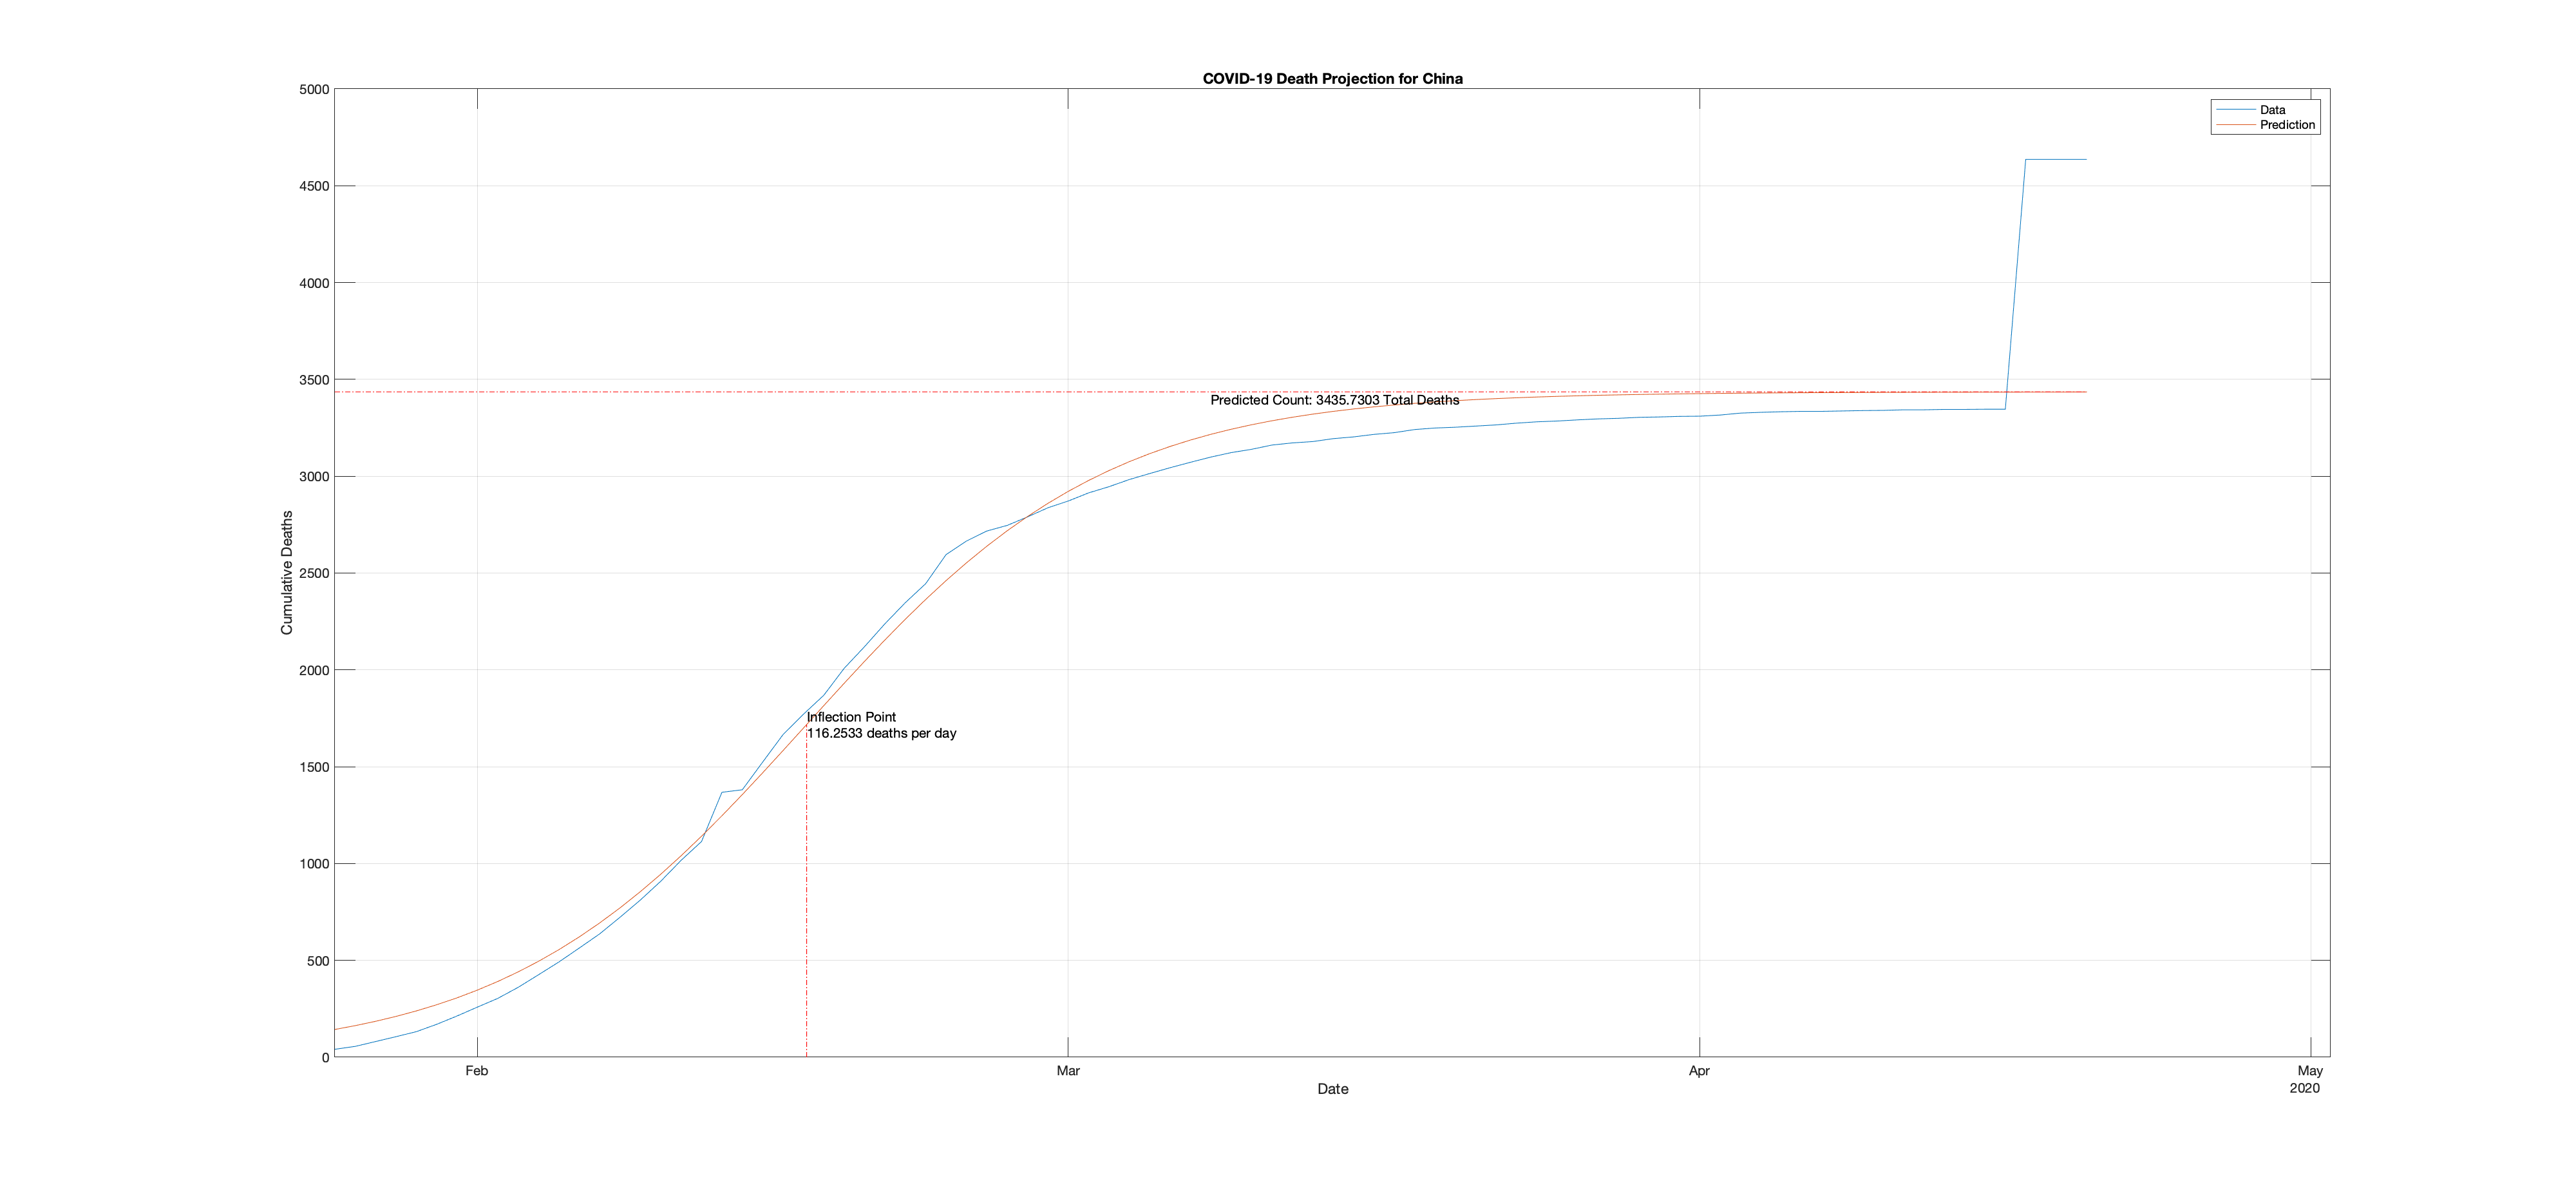 COVID-19 Death Projection for China
5000
4500
4000
3500
3000
2500
2000
1500
1000
500
0
Cumulative Deaths
Data
Prediction
Predicted Count: 3435.7303 Total Deaths
Inflection Point
116.2533 deaths per day
Feb
Mar
Apr
May
2020
Date